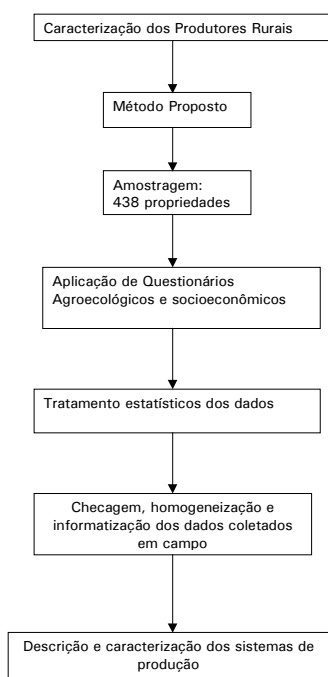 Caracterização dos Produtores Rurais
Método Proposto
Amostragem:
438 propriedades
Aplicação de Questionários
Agroecológicos e socioeconômicos
Tratamento estatísticos dos dados
Checagem, homogeneização e
informatização dos dados coletados
em campo
Descrição e caracterização dos sistemas de
produção